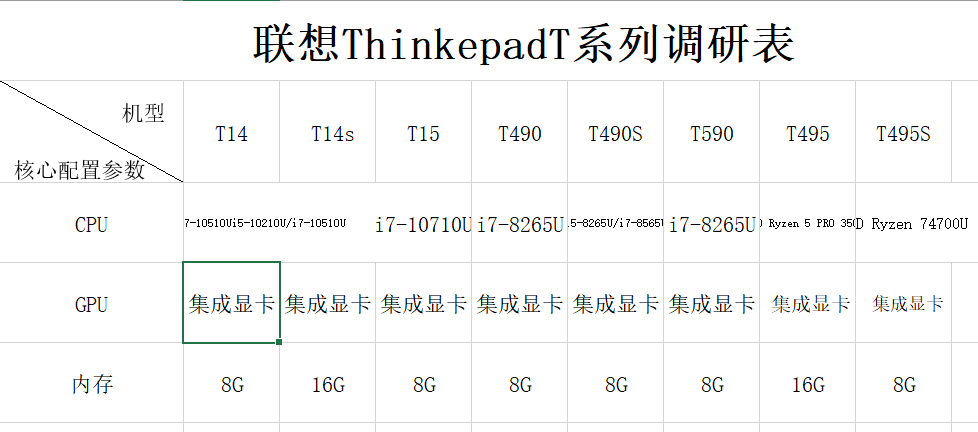 联想ThinkepadT系列调研表
机型
核心配置参数
T14 T14s T15 T490 T490S T590 T495 T495S
CPU 7-10510Ui5-10210U/i7-10510U i7-10710U i7-8265U .5-8265U/i7-8565U i7-8265U Ryzen 5 PRO 350 D Ryzen 74700U
GPU 集成显卡 集成显卡 集成显卡 集成显卡 集成显卡 集成显卡 集成显卡 集成显卡
内存 8G 16G 8G 8G 8G 8G 16G 8G